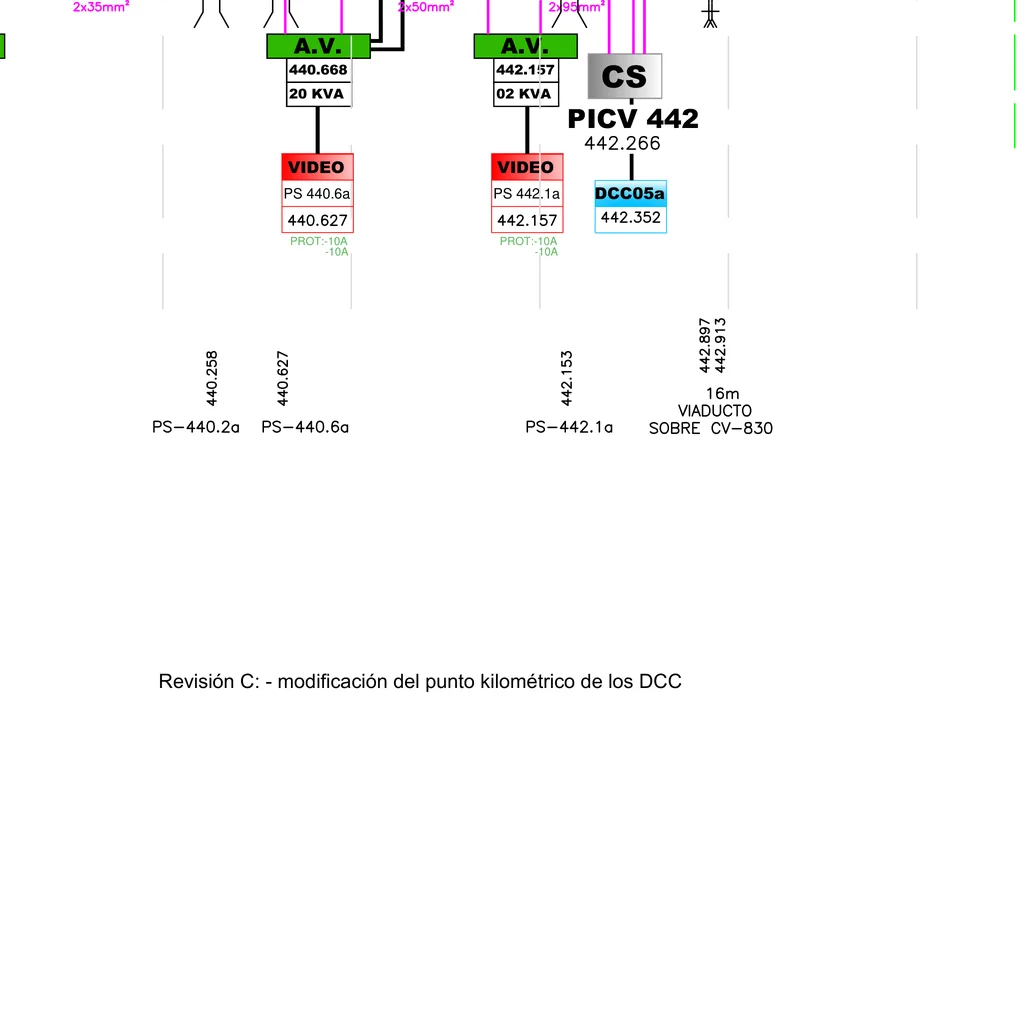 2x35mm²
2x50mm²
2x95mm²
A.V.
440.668
20 KVA
VIDEO
PS 440.6a
440.627
PROT:-10A
-10A
A.V.
442.157
02 KVA
VIDEO
PS 442.1a
442.157
PROT:-10A
-10A
CS
PICV 442
442.266
DCC05a
442.352
440.258
PS-440.2a
440.627
PS-440.6a
442.153
PS-442.1a
442.897
442.913
16m
VIADUCTO
SOBRE CV-830
Revisión C: - modificación del punto kilométrico de los DCC